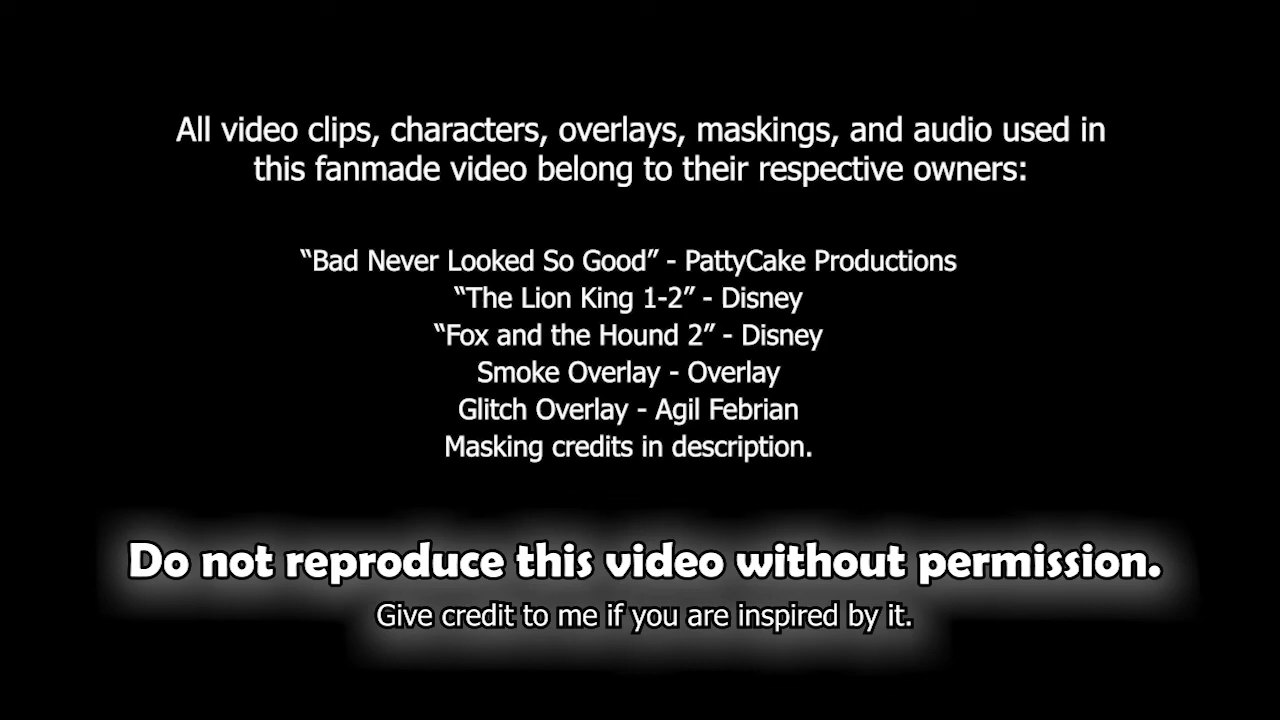 All video clips, characters, overlays, maskings, and audio used in
this fanmade video belong to their respective owners:
“Bad Never Looked So Good” - PattyCake Productions
“The Lion King 1-2” - Disney
“Fox and the Hound 2” - Disney
Smoke Overlay - Overlay
Glitch Overlay - Agil Febrian
Masking credits in description.
Do not reproduce this video without permission.
Give credit to me if you are inspired by it.